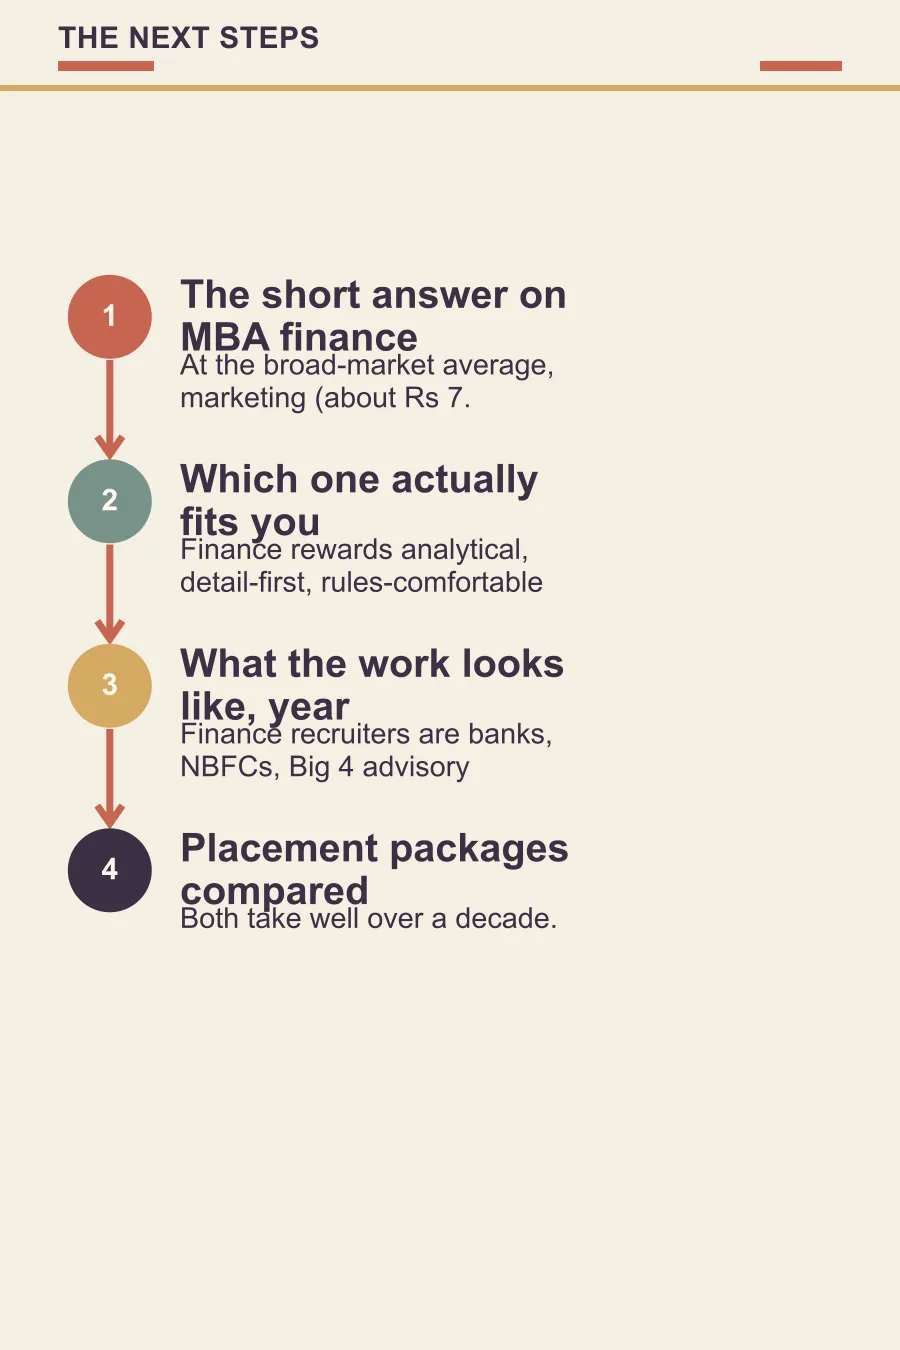 THE NEXT STEPS
1
The short answer on
MBA finance
At the broad-market average,
marketing (about Rs 7.
2
Which one actually
fits you
Finance rewards analytical,
detail-first, rules-comfortable
3
What the work looks
like, year
Finance recruiters are banks,
NBFCs, Big 4 advisory
4
Placement packages
compared
Both take well over a decade.